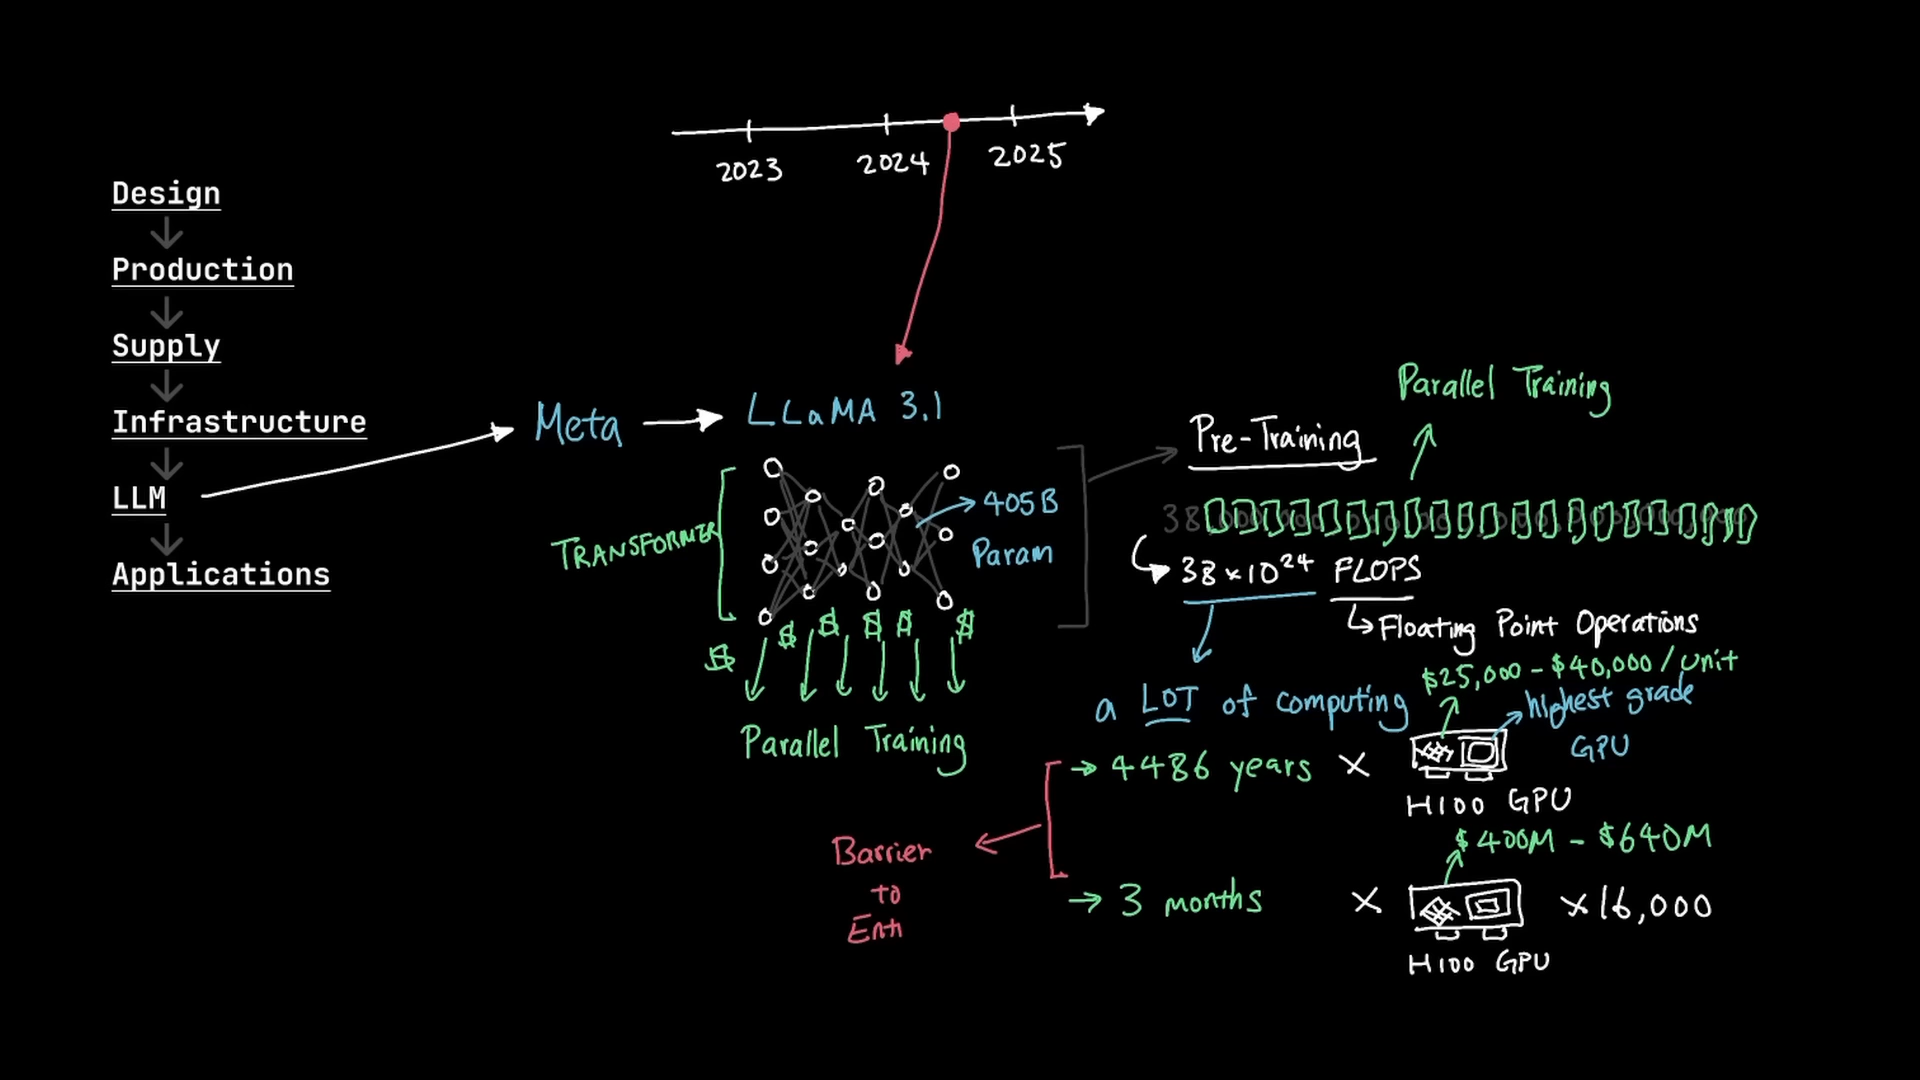 2023
2024
2025
Design
Production
Supply
Infrastructure
LLM
Applications
Meta
LLaMA 3.1
TRANSFORMER
405B
Param
$ $ $ $ $ $
Parallel Training
Pre-Training
Parallel Training
38×10²⁴ FLOPS
Floating Point Operations
a LOT of computing
$25,000 - $40,000 / unit
highest grade
GPU
4486 years ×
H100 GPU
$400M - $640M
3 months × ×16,000
H100 GPU
Barrier
to
Enh